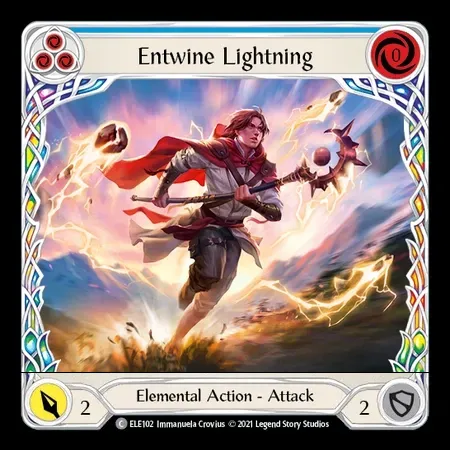 Entwine Lightning
0
Elemental Action - Attack
2
2
C ELE102 Immanuela Crovius © 2021 Legend Story Studios